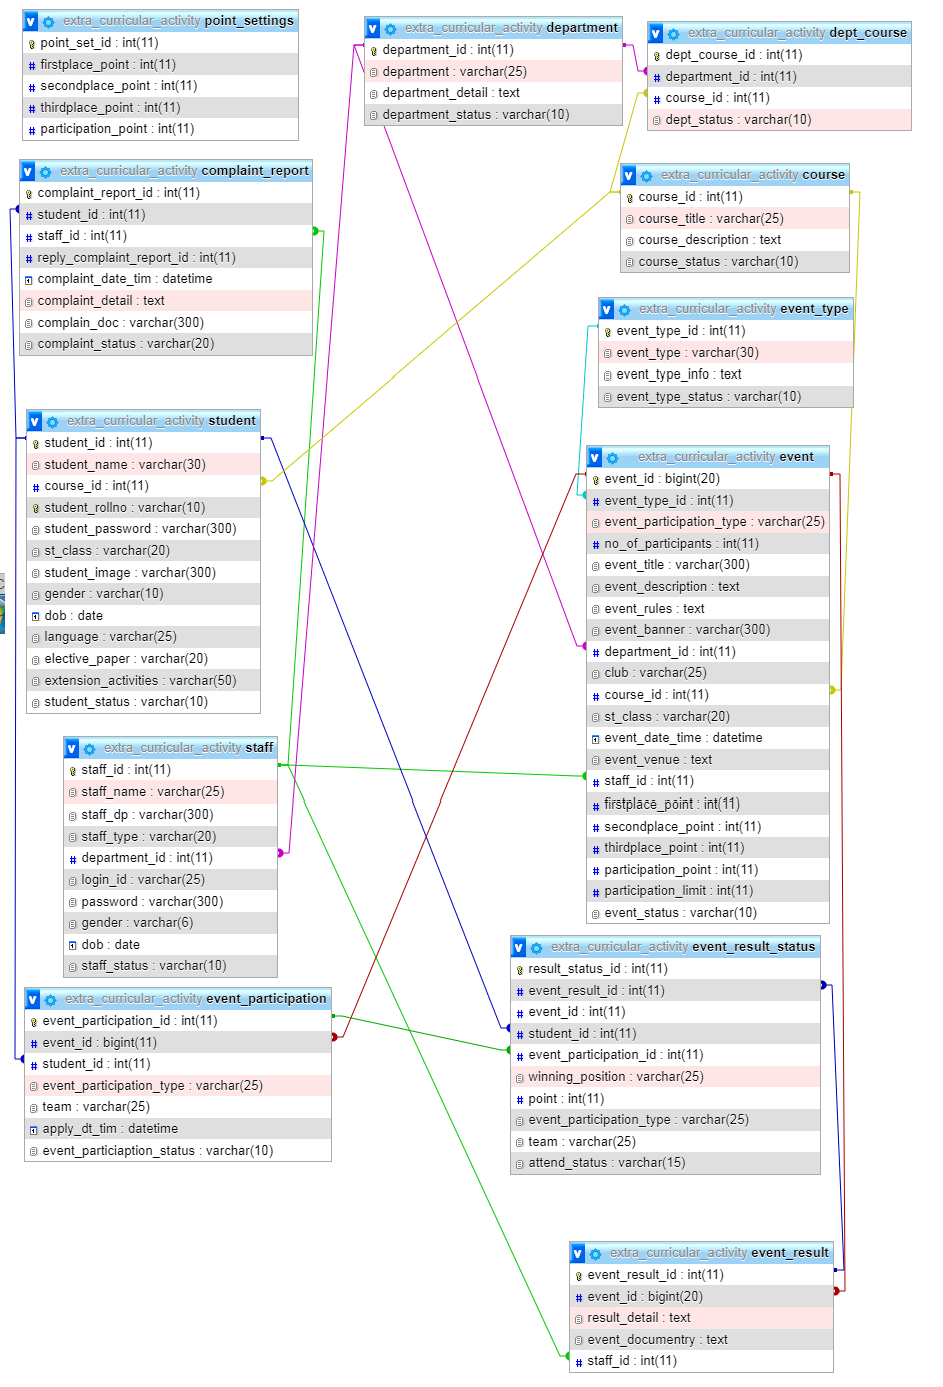 extra_curricular_activity point_settings
point_set_id : int(11)
firstplace_point : int(11)
secondplace_point : int(11)
thirdplace_point : int(11)
participation_point : int(11)
extra_curricular_activity department
department_id : int(11)
department : varchar(25)
department_detail : text
department_status : varchar(10)
extra_curricular_activity dept_course
dept_course_id : int(11)
department_id : int(11)
course_id : int(11)
dept_status : varchar(10)
extra_curricular_activity complaint_report
complaint_report_id : int(11)
student_id : int(11)
staff_id : int(11)
reply_complaint_report_id : int(11)
complaint_date_tim : datetime
complaint_detail : text
complain_doc : varchar(300)
complaint_status : varchar(20)
extra_curricular_activity course
course_id : int(11)
course_title : varchar(25)
course_description : text
course_status : varchar(10)
extra_curricular_activity event_type
event_type_id : int(11)
event_type : varchar(30)
event_type_info : text
event_type_status : varchar(10)
extra_curricular_activity student
student_id : int(11)
student_name : varchar(30)
course_id : int(11)
student_rollno : varchar(10)
student_password : varchar(300)
st_class : varchar(20)
student_image : varchar(300)
gender : varchar(10)
dob : date
language : varchar(25)
elective_paper : varchar(20)
extension_activities : varchar(50)
student_status : varchar(10)
extra_curricular_activity event
event_id : bigint(20)
event_type_id : int(11)
event_participation_type : varchar(25)
no_of_participants : int(11)
event_title : varchar(300)
event_description : text
event_rules : text
event_banner : varchar(300)
department_id : int(11)
club : varchar(25)
course_id : int(11)
st_class : varchar(20)
event_date_time : datetime
event_venue : text
staff_id : int(11)
firstplace_point : int(11)
secondplace_point : int(11)
thirdplace_point : int(11)
participation_point : int(11)
participation_limit : int(11)
event_status : varchar(10)
extra_curricular_activity staff
staff_id : int(11)
staff_name : varchar(25)
staff_dp : varchar(300)
staff_type : varchar(20)
department_id : int(11)
login_id : varchar(25)
password : varchar(300)
gender : varchar(6)
dob : date
staff_status : varchar(10)
extra_curricular_activity event_participation
event_participation_id : int(11)
event_id : bigint(11)
student_id : int(11)
event_participation_type : varchar(25)
team : varchar(25)
apply_dt_tim : datetime
event_particiaption_status : varchar(10)
extra_curricular_activity event_result_status
result_status_id : int(11)
event_result_id : int(11)
event_id : int(11)
student_id : int(11)
event_participation_id : int(11)
winning_position : varchar(25)
point : int(11)
event_participation_type : varchar(25)
team : varchar(25)
attend_status : varchar(15)
extra_curricular_activity event_result
event_result_id : int(11)
event_id : bigint(20)
result_detail : text
event_documentry : text
staff_id : int(11)